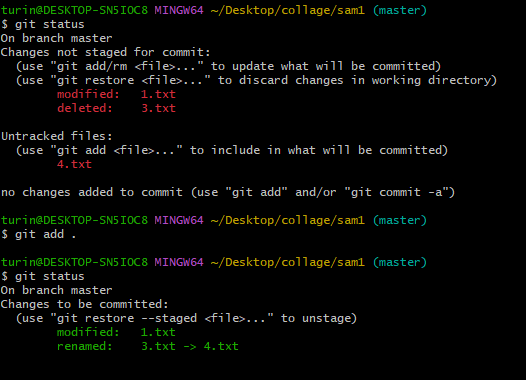 turin@DESKTOP-SN5IOC8 MINGW64 ~/Desktop/collage/sam1 (master)
$ git status
On branch master
Changes not staged for commit:
  (use "git add/rm <file>..." to update what will be committed)
  (use "git restore <file>..." to discard changes in working directory)
        modified:   1.txt
        deleted:    3.txt

Untracked files:
  (use "git add <file>..." to include in what will be committed)
        4.txt

no changes added to commit (use "git add" and/or "git commit -a")

turin@DESKTOP-SN5IOC8 MINGW64 ~/Desktop/collage/sam1 (master)
$ git add .

turin@DESKTOP-SN5IOC8 MINGW64 ~/Desktop/collage/sam1 (master)
$ git status
On branch master
Changes to be committed:
  (use "git restore --staged <file>..." to unstage)
        modified:   1.txt
        renamed:    3.txt -> 4.txt